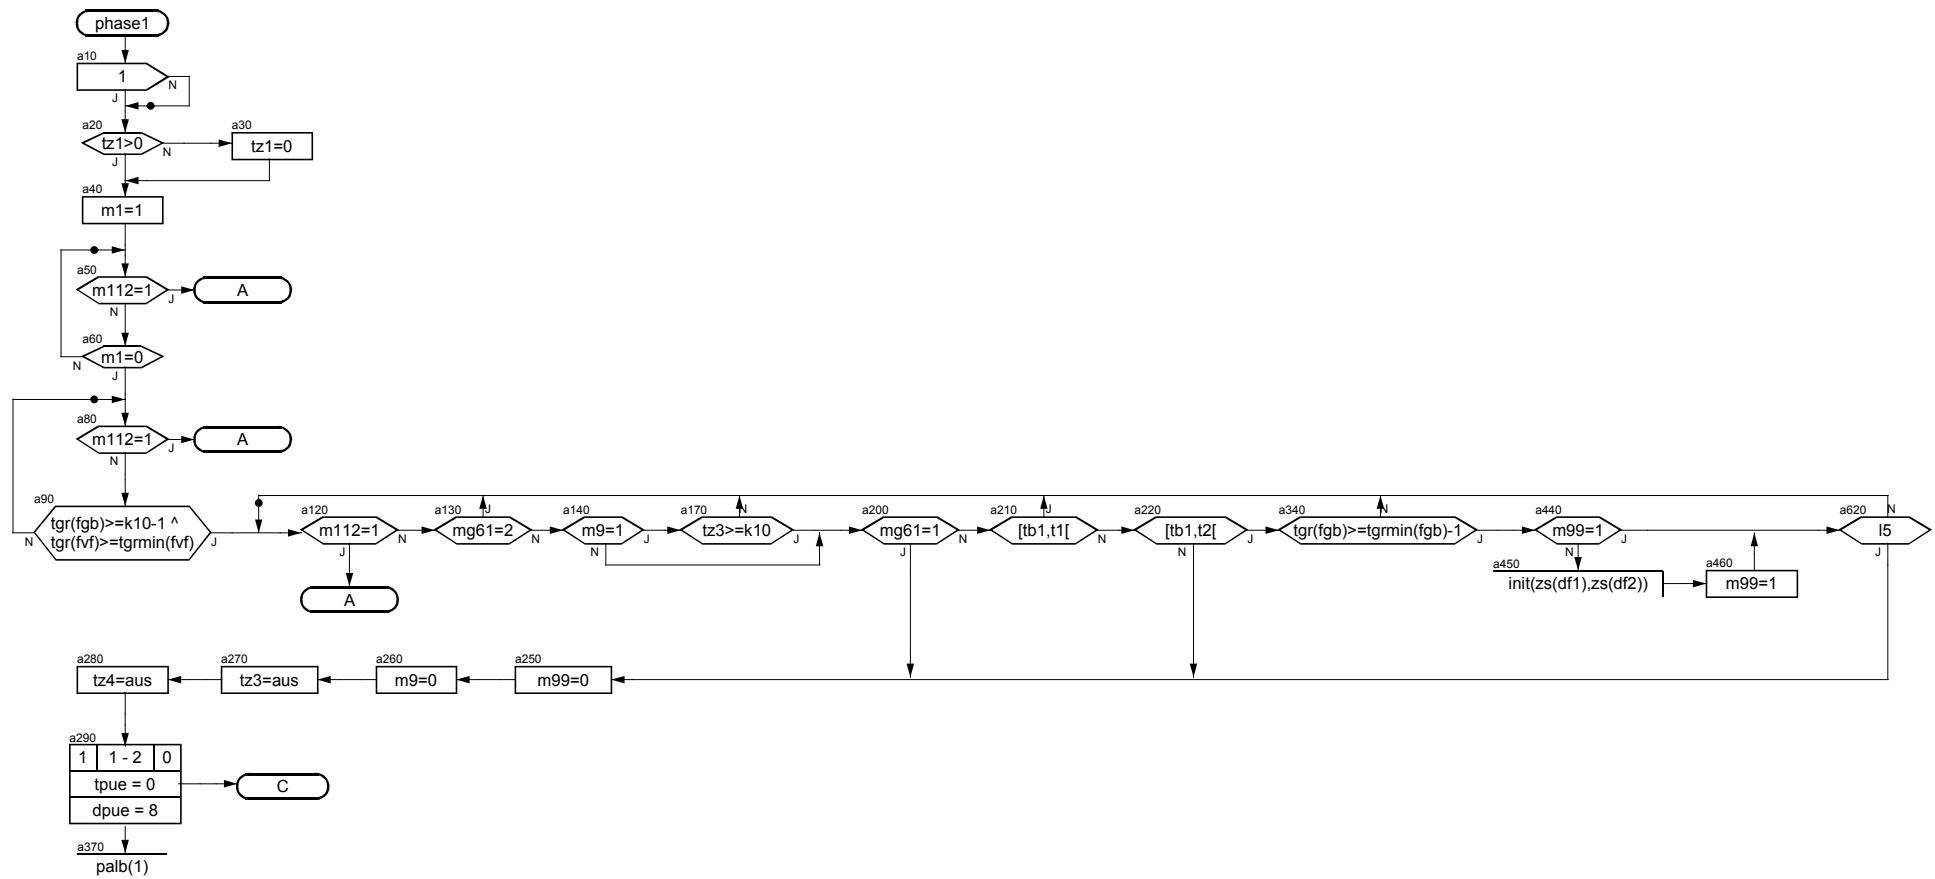 phase1
a10
1
N
J
a20
tz1>0
N
J
a30
tz1=0
a40
m1=1
a50
m112=1
J
A
N
a60
m1=0
N
J
a80
m112=1
J
A
N
a90
tgr(fgb)>=k10-1 ^
tgr(fvf)>=tgrmin(fvf)
N
J
a120
m112=1
N
J
A
a130
mg61=2
J
N
a140
m9=1
J
N
a170
tz3>=k10
N
J
a200
mg61=1
N
J
a210
[tb1,t1[
J
N
a220
[tb1,t2[
J
N
a340
tgr(fgb)>=tgrmin(fgb)-1
N
J
a440
m99=1
J
N
a450
init(zs(df1),zs(df2))
a460
m99=1
a620
l5
N
J
a280
tz4=aus
a270
tz3=aus
a260
m9=0
a250
m99=0
a290
1 1 - 2 0
tpue = 0
dpue = 8
C
a370
palb(1)